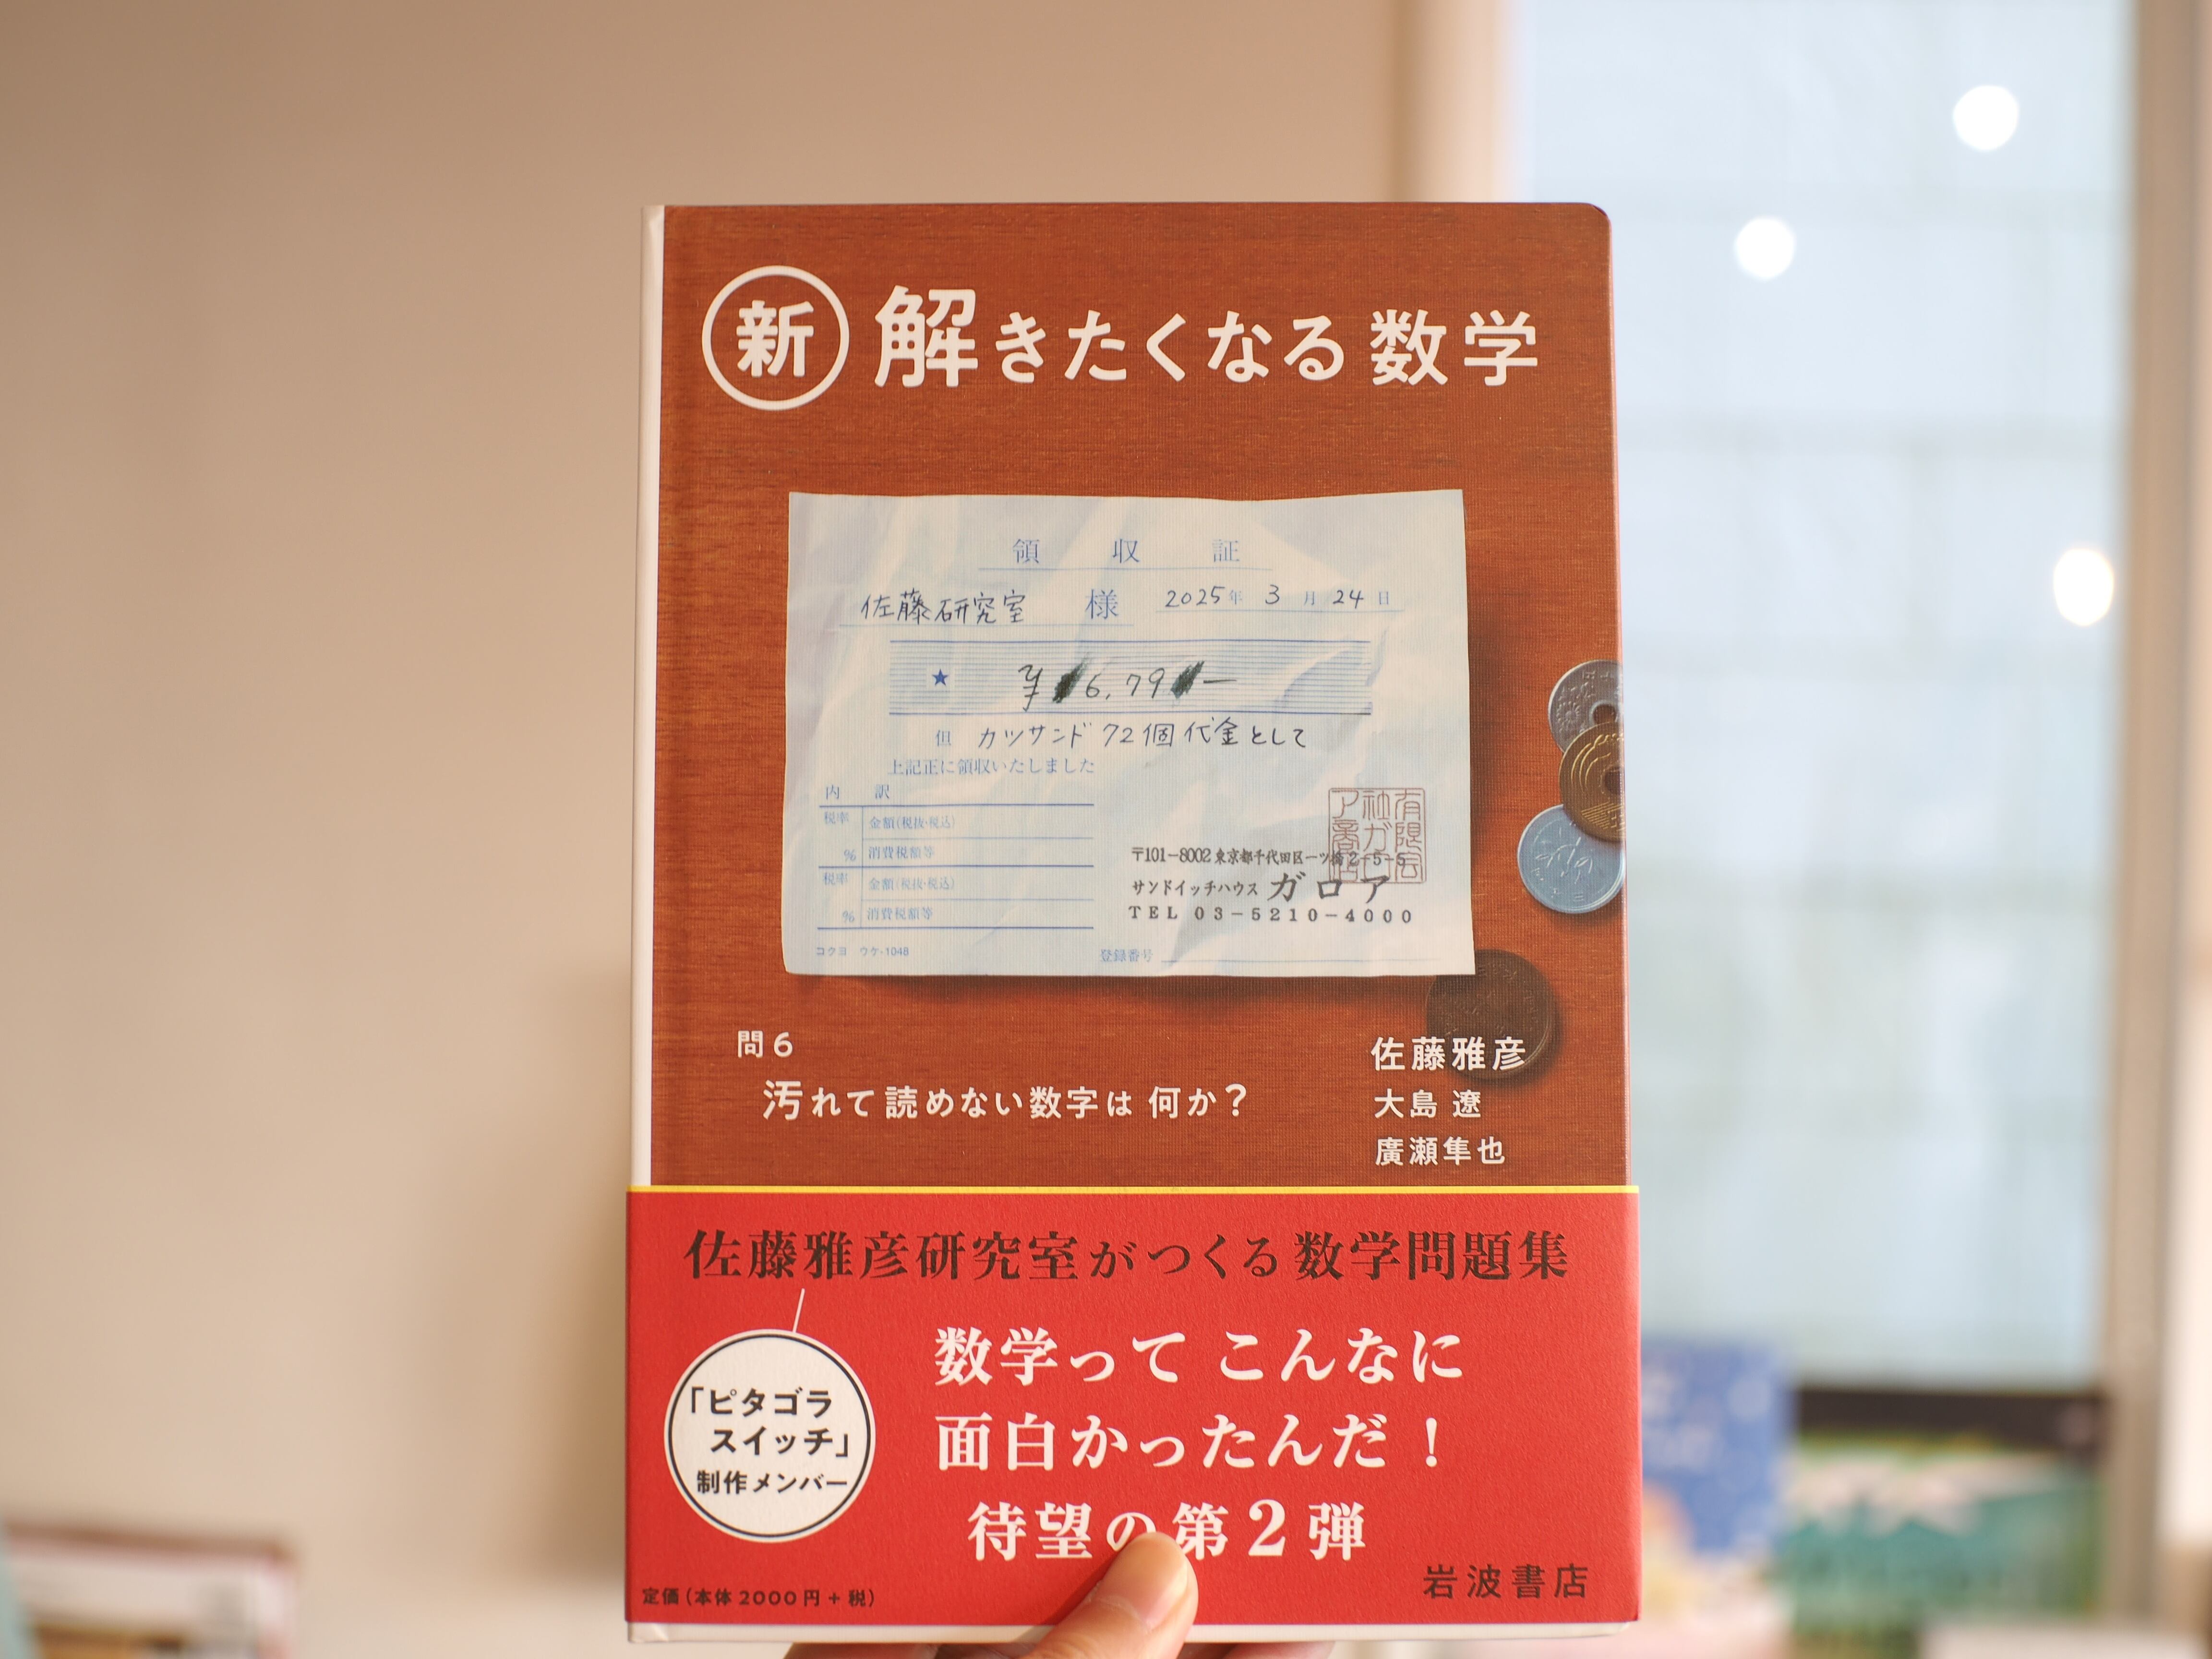 新 解きたくなる数学
領収証
佐藤研究室 様 2025年 3月 24日
★ ¥ 6,79 ー
但 カツサンド 72個 代金として
上記正に領収いたしました
内 訳
税率 金額(税抜・税込)
% 消費税額等
税率 金額(税抜・税込)
% 消費税額等
〒101-8002 東京都千代田区一ツ橋2-5-5
サンドイッチハウス ガロア
TEL 03-5210-4000
コクヨ ウケ-1048 登録番号
問6
汚れて読めない数字は 何か?
佐藤雅彦
大島 遼
廣瀬隼也
佐藤雅彦研究室がつくる数学問題集
「ピタゴラ
スイッチ」
制作メンバー
数学って こんなに
面白かったんだ!
待望の第2弾
定価(本体2000円+税)
岩波書店